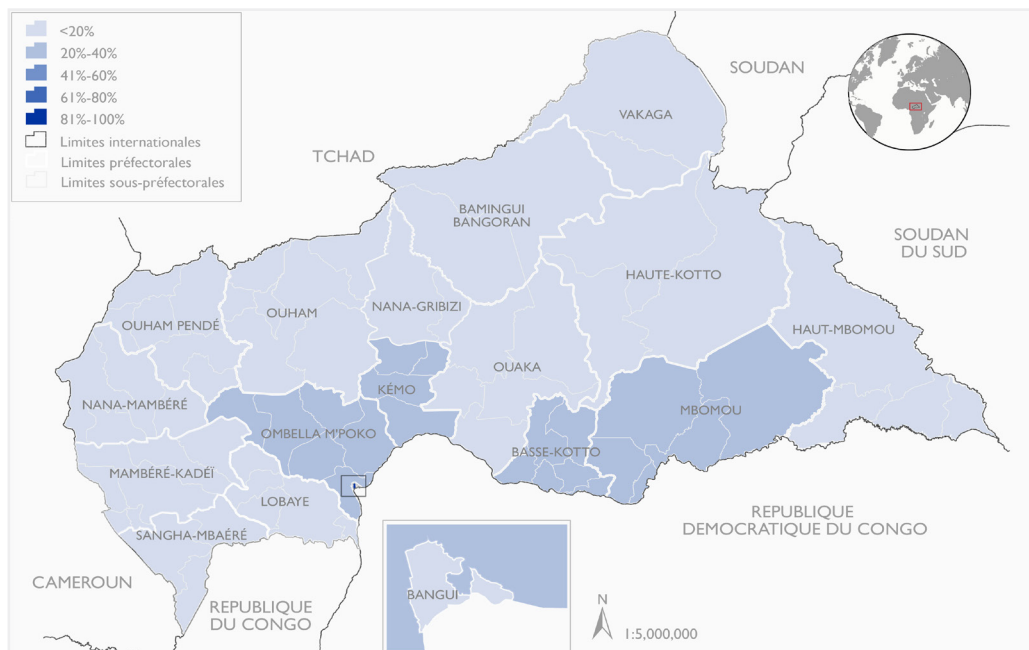 <20%
20%-40%
41%-60%
61%-80%
81%-100%
Limites internationales
Limites préfectorales
Limites sous-préfectorales
SOUDAN
VAKAGA
TCHAD
BAMINGUI
BANGORAN
SOUDAN
DU SUD
HAUTE-KOTTO
NANA-GRIBIZI
OUHAM
OUHAM PENDÉ
HAUT-MBOMOU
OUAKA
KÉMO
NANA-MAMBÉRÉ
MBOMOU
OMBELLA M'POKO
BASSE-KOTTO
MAMBÉRÉ-KADÉÏ
LOBAYE
REPUBLIQUE
DEMOCRATIQUE DU CONGO
SANGHA-MBAÉRÉ
CAMEROUN
REPUBLIQUE
DU CONGO
BANGUI
N
1:5,000,000